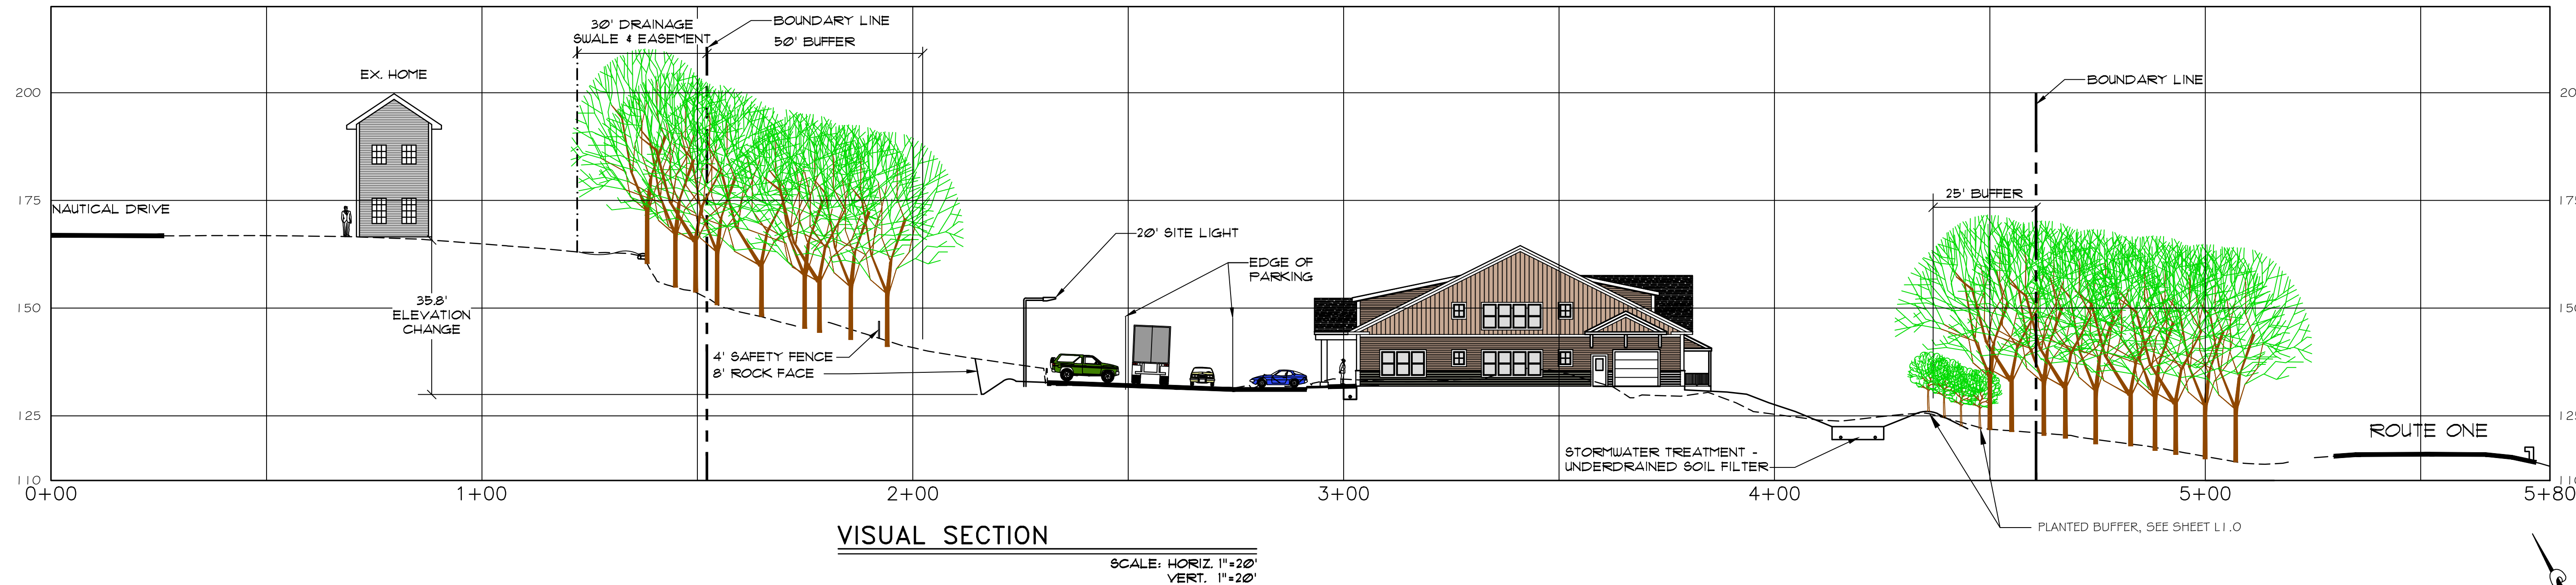 30' DRAINAGE
SWALE & EASEMENT
BOUNDARY LINE
50' BUFFER
EX. HOME
BOUNDARY LINE
200
20
25' BUFFER
175
175
NAUTICAL DRIVE
20' SITE LIGHT
EDGE OF
PARKING
150
150
35.8'
ELEVATION
CHANGE
4' SAFETY FENCE
8' ROCK FACE
125
125
ROUTE ONE
STORMWATER TREATMENT -
UNDERDRAINED SOIL FILTER
110
110
0+00 1+00 2+00 3+00 4+00 5+00 5+80
PLANTED BUFFER, SEE SHEET L1.0
VISUAL SECTION
SCALE: HORIZ. 1"=20'
VERT. 1"=20'